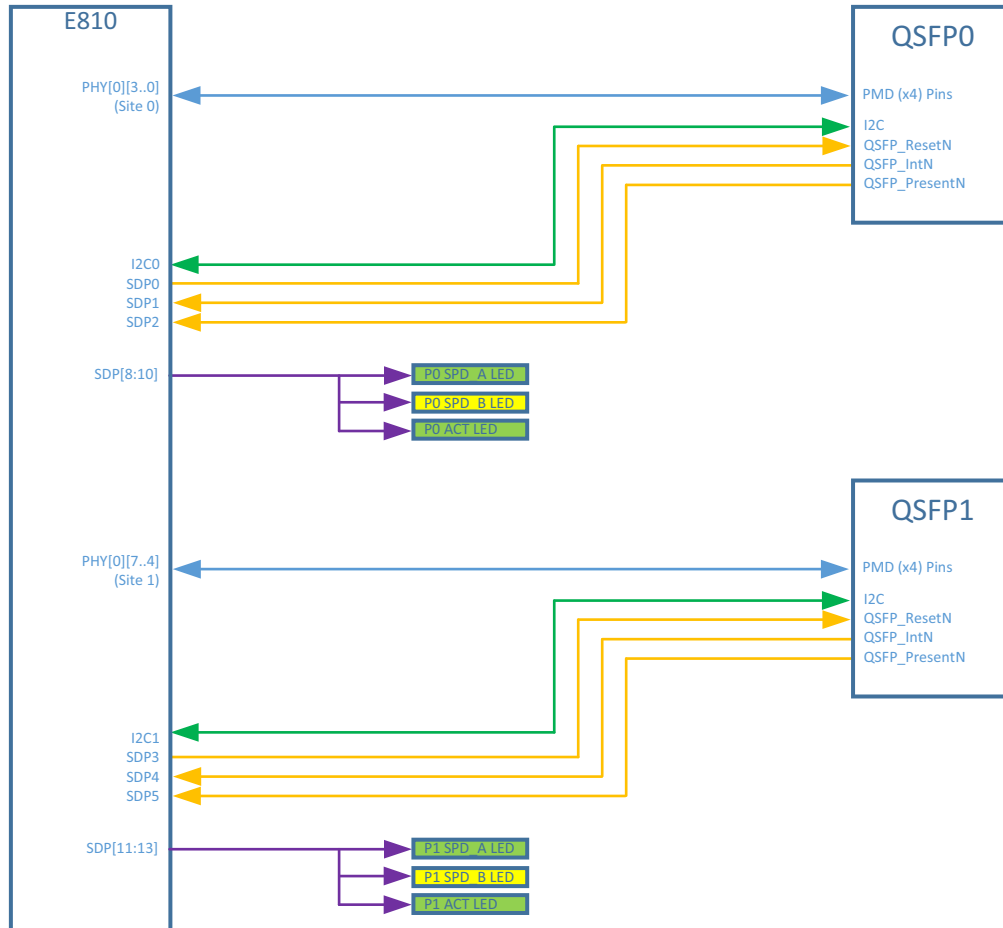 E810
QSFP0
PHY[0][3..0]
(Site 0)
PMD (x4) Pins
I2C
QSFP_ResetN
QSFP_IntN
QSFP_PresentN
I2C0
SDP0
SDP1
SDP2
SDP[8:10]
P0 SPD_A LED
P0 SPD_B LED
P0 ACT LED
QSFP1
PHY[0][7..4]
(Site 1)
PMD (x4) Pins
I2C
QSFP_ResetN
QSFP_IntN
QSFP_PresentN
I2C1
SDP3
SDP4
SDP5
SDP[11:13]
P1 SPD_A LED
P1 SPD_B LED
P1 ACT LED